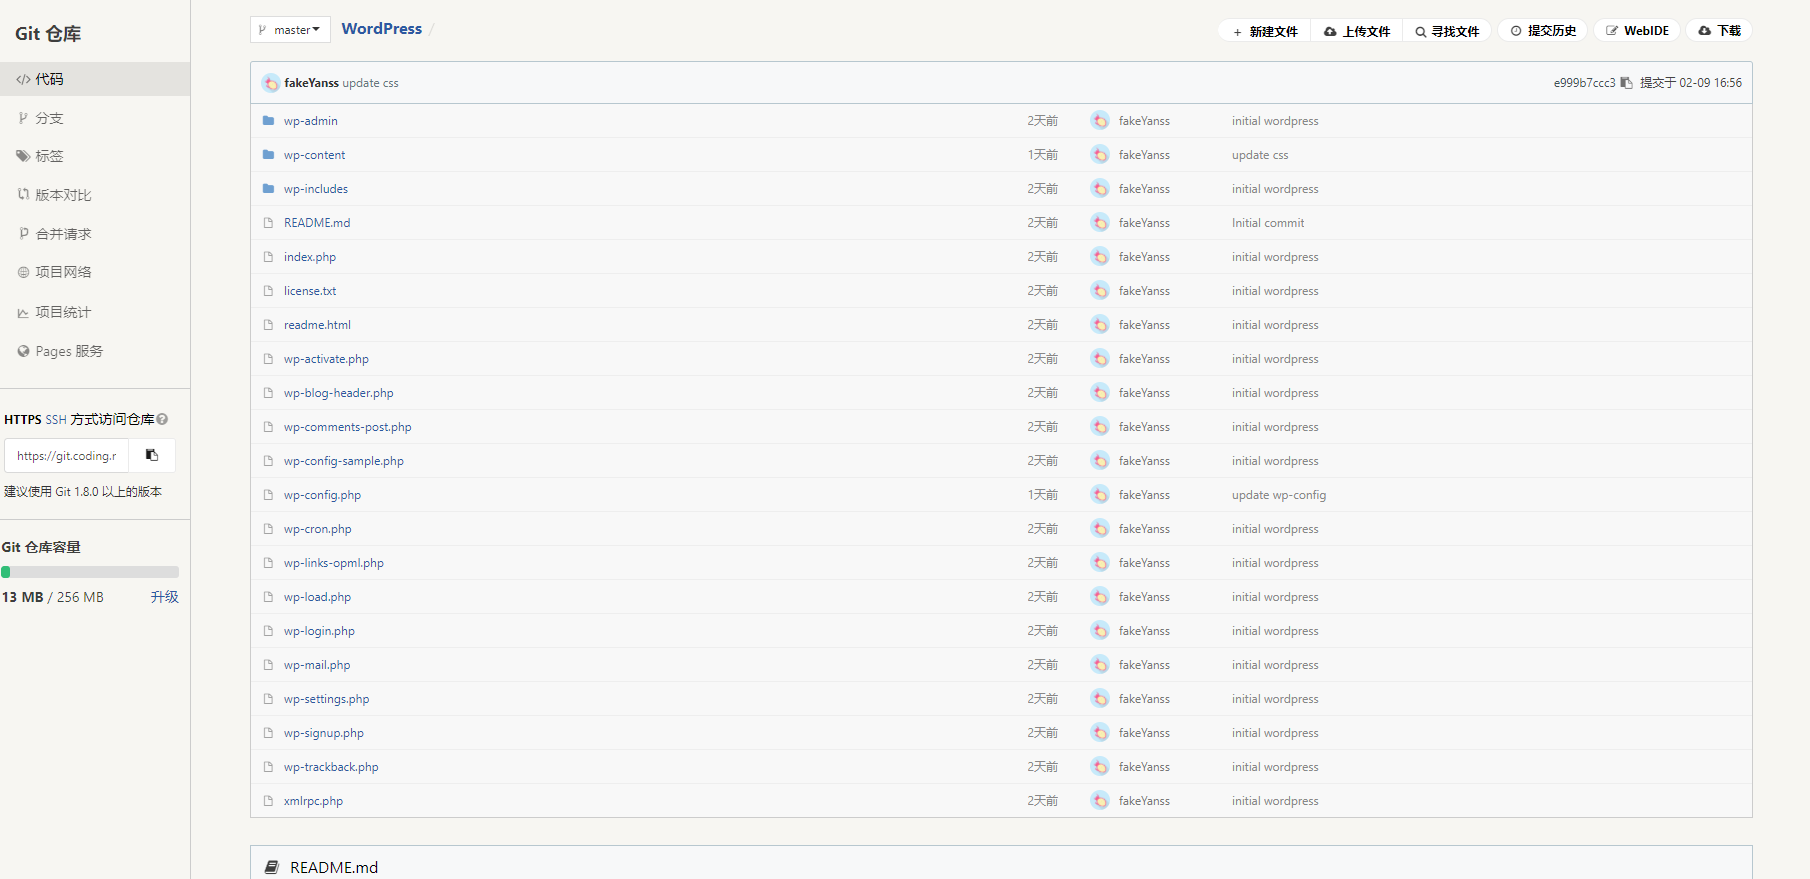 Git 仓库
代码
分支
标签
版本对比
合并请求
项目网络
项目统计
Pages 服务
HTTPS SSH 方式访问仓库
https://git.coding.r
建议使用 Git 1.8.0 以上的版本
Git 仓库容量
13 MB / 256 MB 升级
master WordPress /
+ 新建文件 上传文件 寻找文件 提交历史 WebIDE 下载
fakeYanss update css e999b7ccc3 提交于 02-09 16:56
wp-admin 2天前 fakeYanss initial wordpress
wp-content 1天前 fakeYanss update css
wp-includes 2天前 fakeYanss initial wordpress
README.md 2天前 fakeYanss Initial commit
index.php 2天前 fakeYanss initial wordpress
license.txt 2天前 fakeYanss initial wordpress
readme.html 2天前 fakeYanss initial wordpress
wp-activate.php 2天前 fakeYanss initial wordpress
wp-blog-header.php 2天前 fakeYanss initial wordpress
wp-comments-post.php 2天前 fakeYanss initial wordpress
wp-config-sample.php 2天前 fakeYanss initial wordpress
wp-config.php 1天前 fakeYanss update wp-config
wp-cron.php 2天前 fakeYanss initial wordpress
wp-links-opml.php 2天前 fakeYanss initial wordpress
wp-load.php 2天前 fakeYanss initial wordpress
wp-login.php 2天前 fakeYanss initial wordpress
wp-mail.php 2天前 fakeYanss initial wordpress
wp-settings.php 2天前 fakeYanss initial wordpress
wp-signup.php 2天前 fakeYanss initial wordpress
wp-trackback.php 2天前 fakeYanss initial wordpress
xmlrpc.php 2天前 fakeYanss initial wordpress
README.md